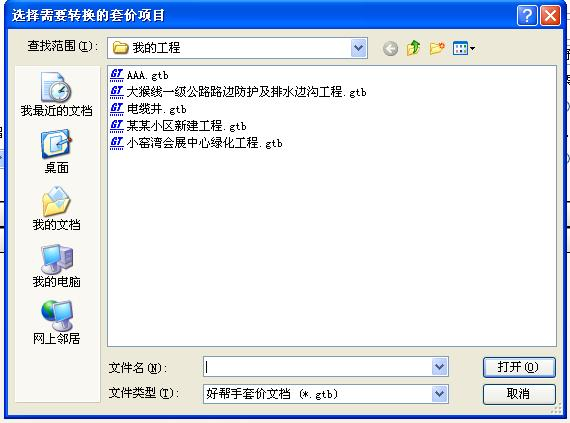 选择需要转换的套价项目
查找范围(I):
我的工程
我最近的文档
桌面
我的文档
我的电脑
网上邻居
GT AAA.gtb
GT 大猴线一级公路路边防护及排水边沟工程.gtb
GT 电缆井.gtb
GT 某某小区新建工程.gtb
GT 小窑湾会展中心绿化工程.gtb
文件名(N):
打开(O)
文件类型(T):
好帮手套价文档 (*.gtb)
取消